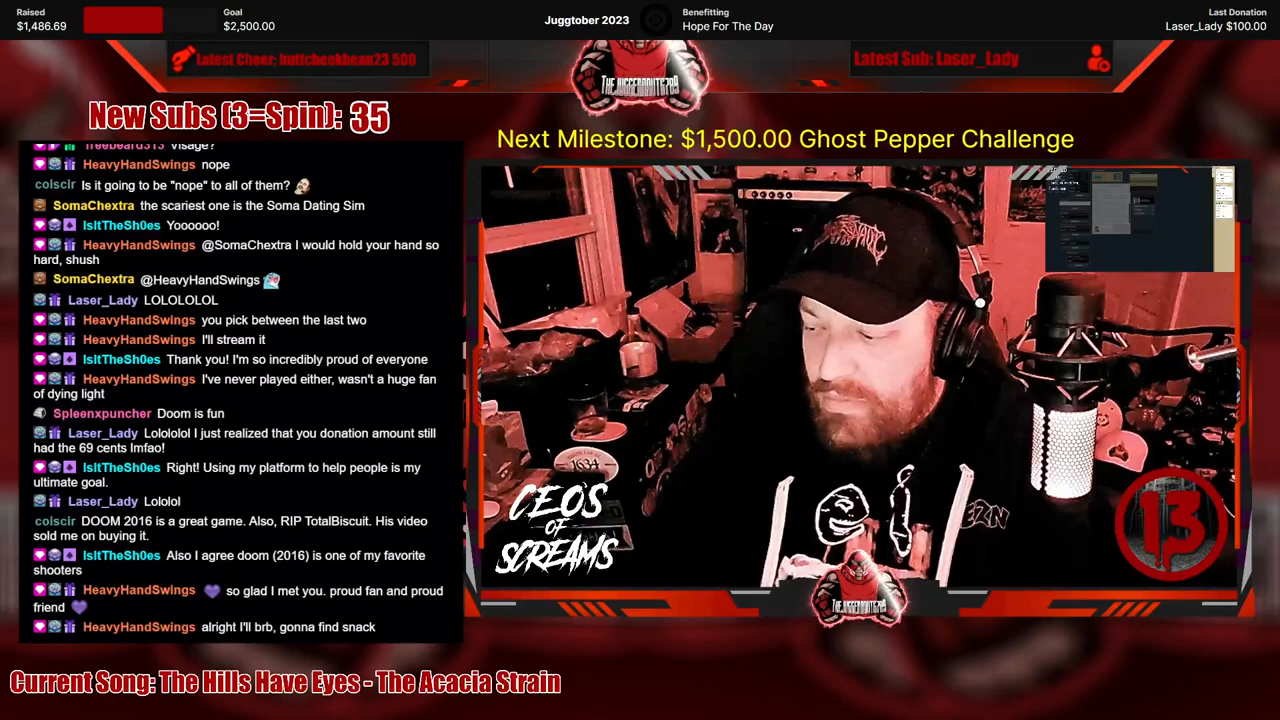 Raised
$1,486.69
Goal
$2,500.00
Juggtober 2023
Benefitting
Hope For The Day
Last Donation
Laser_Lady $100.00
Latest Cheer: buttcheekbean23 500
THEJUGGERNAUT6789
Latest Sub: Laser_Lady
New Subs (3=Spin): 35
Next Milestone: $1,500.00 Ghost Pepper Challenge
Treebeard313 Visage?
HeavyHandSwings nope
coiscir Is it going to be "nope" to all of them?
SomaChextra the scariest one is the Soma Dating Sim
IsItTheSh0es Yoooooo!
HeavyHandSwings @SomaChextra I would hold your hand so
hard, shush
SomaChextra @HeavyHandSwings
Laser_Lady LOLOLOLOL
HeavyHandSwings you pick between the last two
HeavyHandSwings I'll stream it
IsItTheSh0es Thank you! I'm so incredibly proud of everyone
HeavyHandSwings I've never played either, wasn't a huge fan
of dying light
Spleenxpuncher Doom is fun
Laser_Lady Lolololol I just realized that you donation amount still
had the 69 cents lmfao!
IsItTheSh0es Right! Using my platform to help people is my
ultimate goal.
Laser_Lady Lololol
coiscir DOOM 2016 is a great game. Also, RIP TotalBiscuit. His video
sold me on buying it.
IsItTheSh0es Also I agree doom (2016) is one of my favorite
shooters
HeavyHandSwings so glad I met you. proud fan and proud
friend
HeavyHandSwings alright I'll brb, gonna find snack
1634
CEO'S
OF
SCREAMS
EZN
13
THEJUGGERNAUT6789
Current Song: The Hills Have Eyes - The Acacia Strain